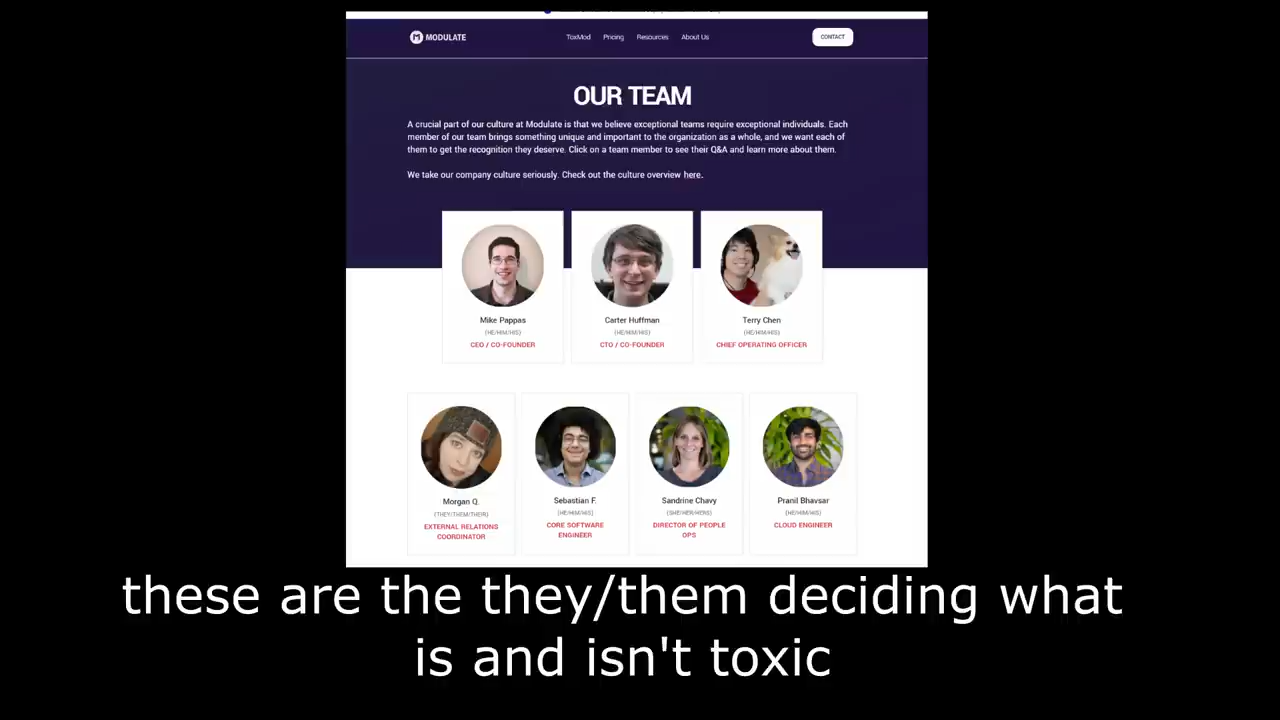 MODULATE
ToxMod Pricing Resources About Us
CONTACT
OUR TEAM
A crucial part of our culture at Modulate is that we believe exceptional teams require exceptional individuals. Each
member of our team brings something unique and important to the organization as a whole, and we want each of
them to get the recognition they deserve. Click on a team member to see their Q&A and learn more about them.
We take our company culture seriously. Check out the culture overview here.
Mike Pappas
(HE/HIM/HIS)
CEO / CO-FOUNDER
Carter Huffman
(HE/HIM/HIS)
CTO / CO-FOUNDER
Terry Chen
(HE/HIM/HIS)
CHIEF OPERATING OFFICER
Morgan Q.
(THEY/THEM/THEIR)
EXTERNAL RELATIONS
COORDINATOR
Sebastian F.
(HE/HIM/HIS)
CORE SOFTWARE
ENGINEER
Sandrine Chavy
(SHE/HER/HERS)
DIRECTOR OF PEOPLE
OPS
Pranil Bhavsar
(HE/HIM/HIS)
CLOUD ENGINEER
these are the they/them deciding what
is and isn't toxic